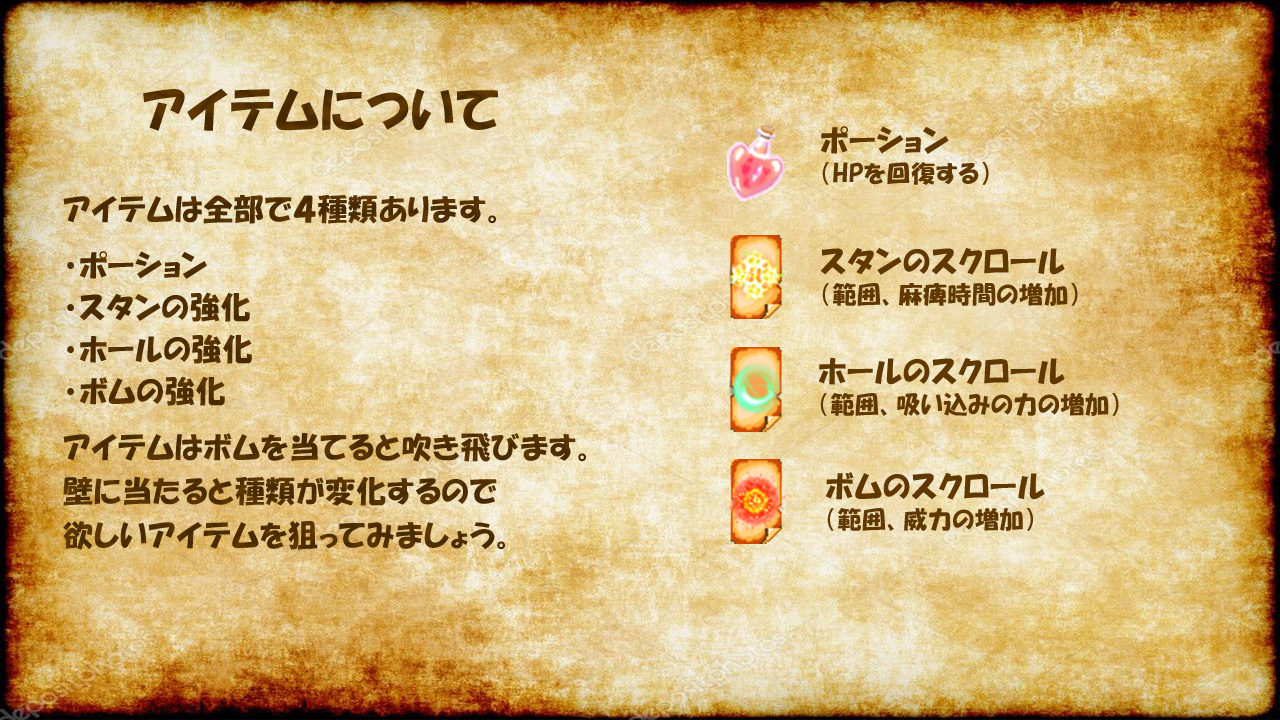 アイテムについて
アイテムは全部で4種類あります。
・ポーション
・スタンの強化
・ホールの強化
・ボムの強化
アイテムはボムを当てると吹き飛びます。
壁に当たると種類が変化するので
欲しいアイテムを狙ってみましょう。
ポーション
(HPを回復する)
スタンのスクロール
(範囲、麻痺時間の増加)
ホールのスクロール
(範囲、吸い込みの力の増加)
ボムのスクロール
(範囲、威力の増加)
depositphotos